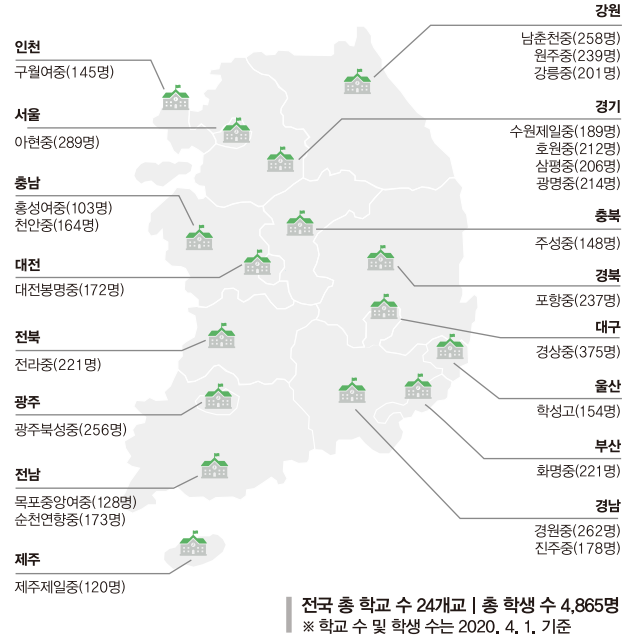 인천
구월여중(145명)
서울
아현중(289명)
충남
홍성여중(103명)
천안중(164명)
대전
대전봉명중(172명)
전북
전라중(221명)
광주
광주북성중(256명)
전남
목포중앙여중(128명)
순천연향중(173명)
제주
제주제일중(120명)
강원
남춘천중(258명)
원주중(239명)
강릉중(201명)
경기
수원제일중(189명)
호원중(212명)
삼평중(206명)
광명중(214명)
충북
주성중(148명)
경북
포항중(237명)
대구
경상중(375명)
울산
학성고(154명)
부산
화명중(221명)
경남
경원중(262명)
진주중(178명)
전국 총 학교 수 24개교 | 총 학생 수 4,865명
※ 학교 수 및 학생 수는 2020. 4. 1. 기준